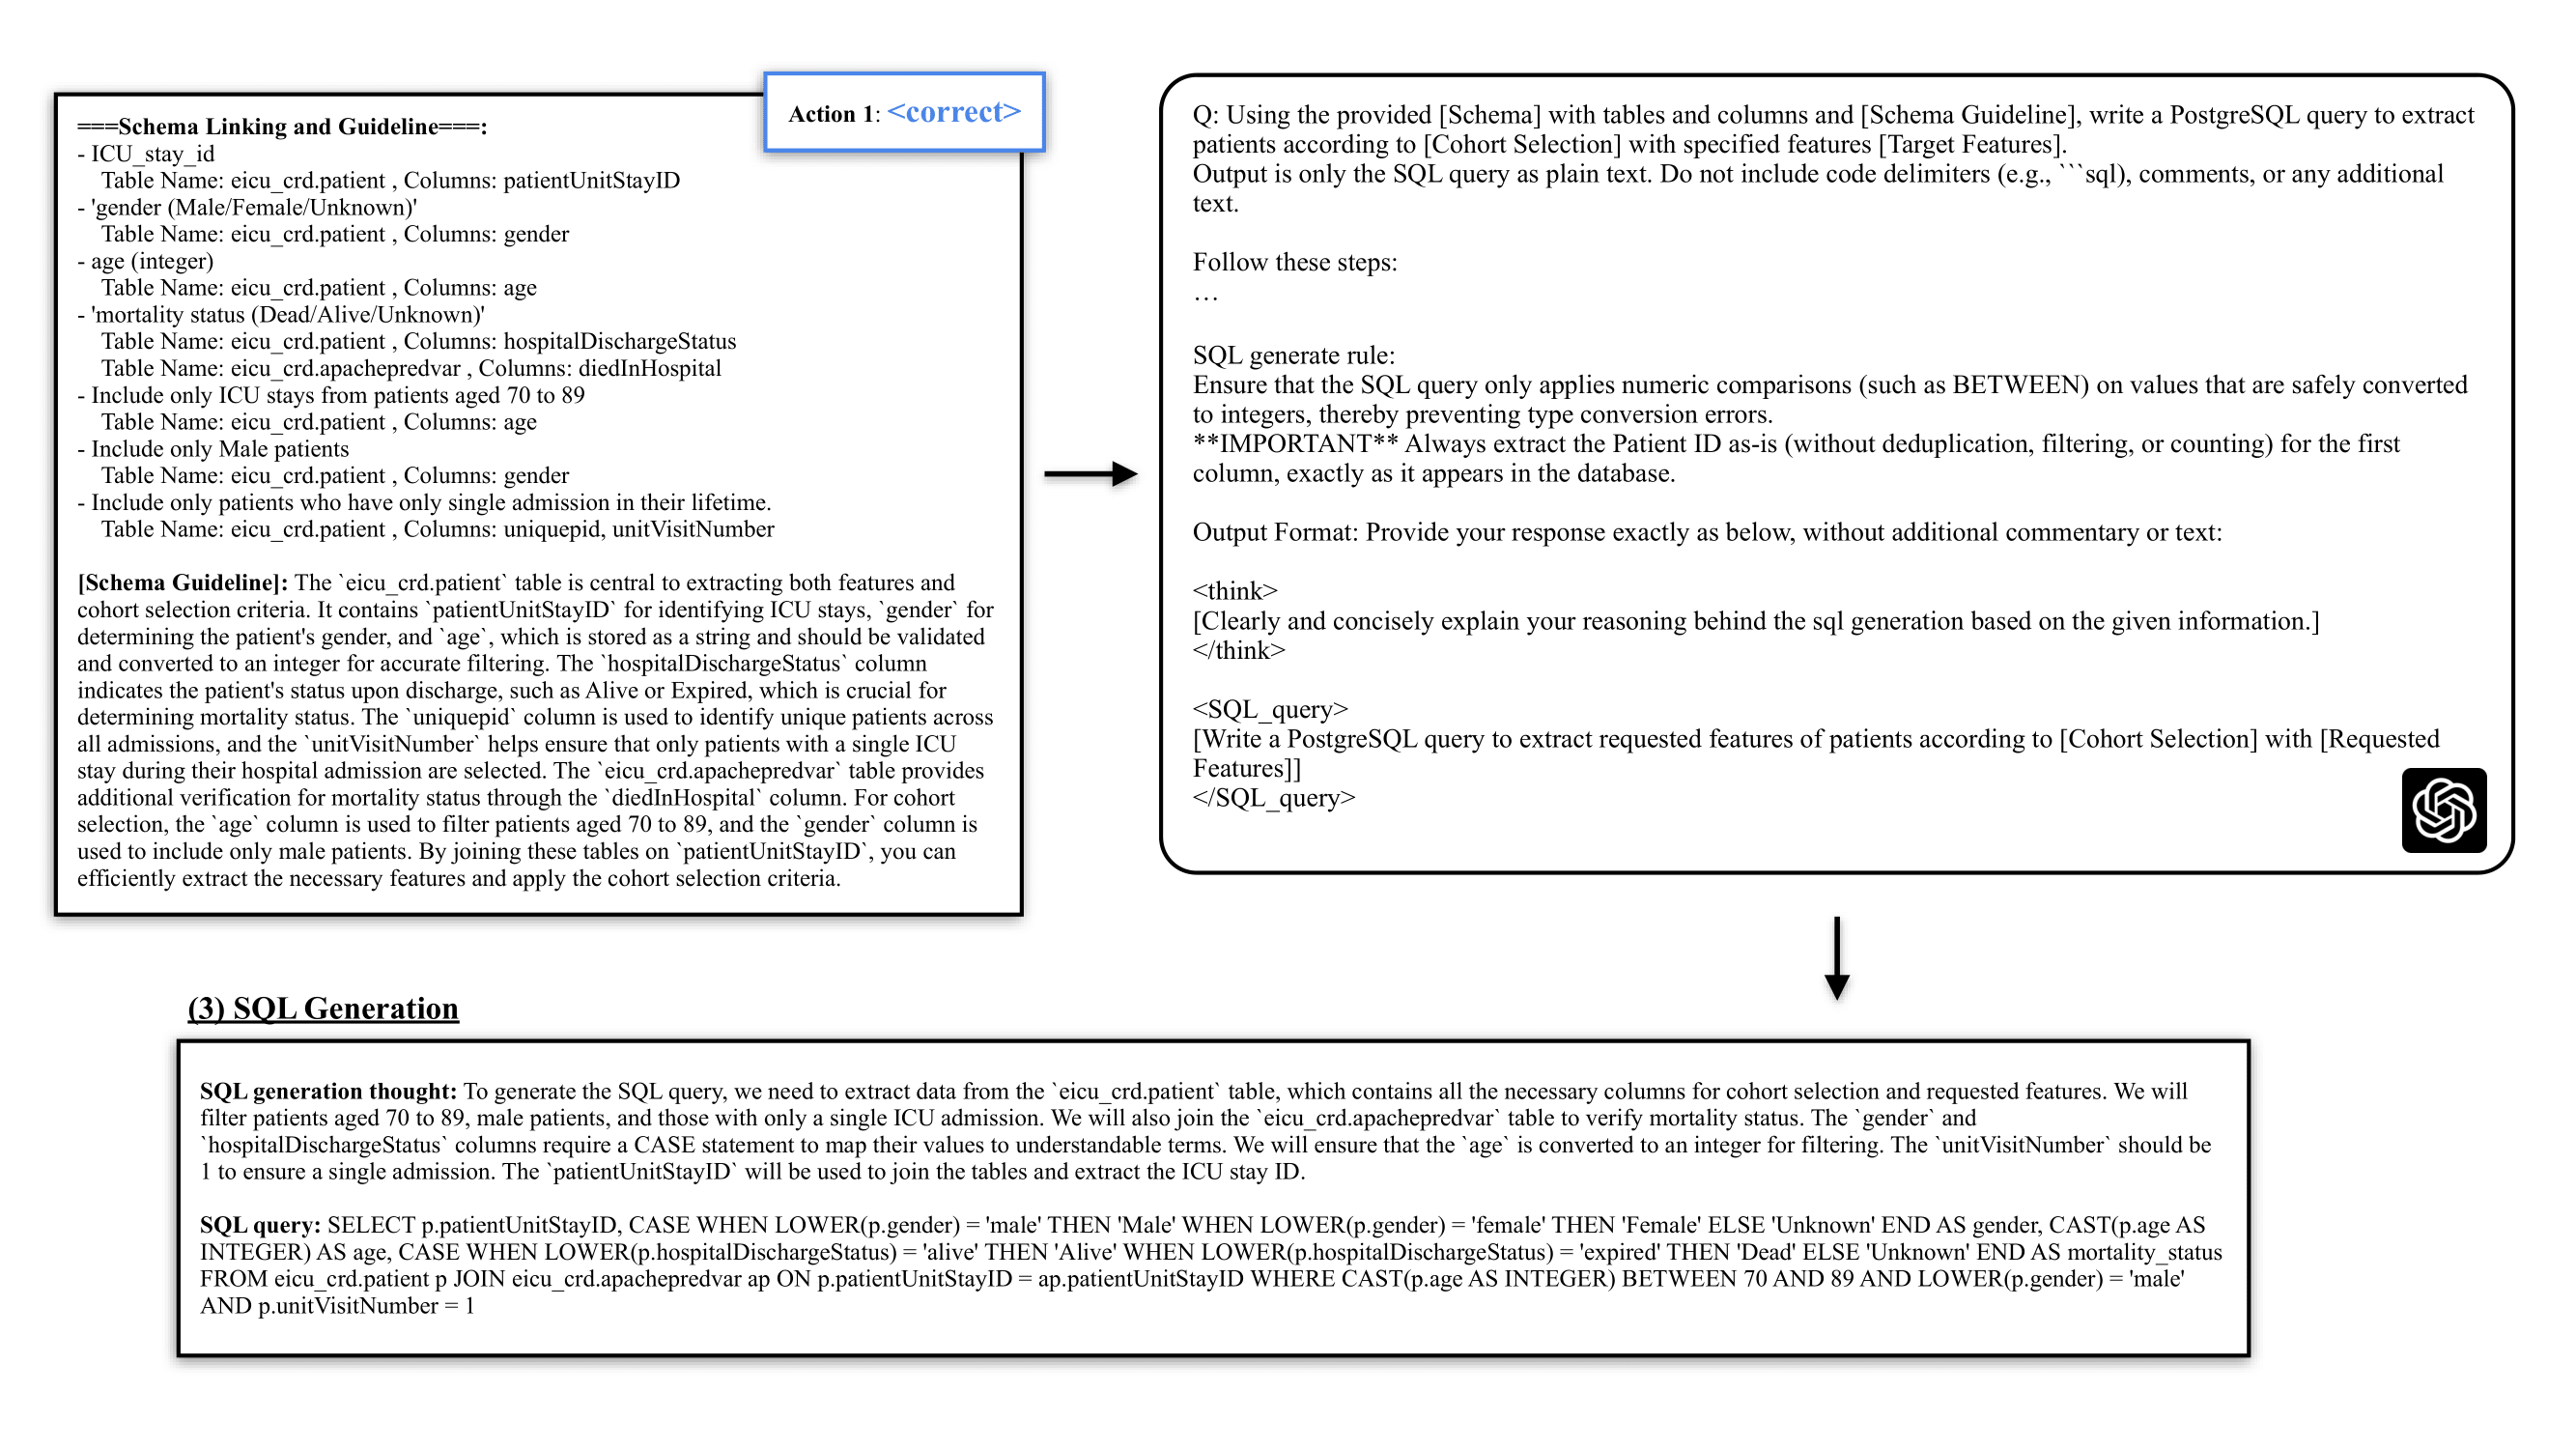 Action 1: <correct>
===Schema Linking and Guideline===:
- ICU_stay_id
Table Name: eicu_crd.patient , Columns: patientUnitStayID
- 'gender (Male/Female/Unknown)'
Table Name: eicu_crd.patient , Columns: gender
- age (integer)
Table Name: eicu_crd.patient , Columns: age
- 'mortality status (Dead/Alive/Unknown)'
Table Name: eicu_crd.patient , Columns: hospitalDischargeStatus
Table Name: eicu_crd.apachepredvar , Columns: diedInHospital
- Include only ICU stays from patients aged 70 to 89
Table Name: eicu_crd.patient , Columns: age
- Include only Male patients
Table Name: eicu_crd.patient , Columns: gender
- Include only patients who have only single admission in their lifetime.
Table Name: eicu_crd.patient , Columns: uniquepid, unitVisitNumber
[Schema Guideline]: The `eicu_crd.patient` table is central to extracting both features and
cohort selection criteria. It contains `patientUnitStayID` for identifying ICU stays, `gender` for
determining the patient's gender, and `age`, which is stored as a string and should be validated
and converted to an integer for accurate filtering. The `hospitalDischargeStatus` column
indicates the patient's status upon discharge, such as Alive or Expired, which is crucial for
determining mortality status. The `uniquepid` column is used to identify unique patients across
all admissions, and the `unitVisitNumber` helps ensure that only patients with a single ICU
stay during their hospital admission are selected. The `eicu_crd.apachepredvar` table provides
additional verification for mortality status through the `diedInHospital` column. For cohort
selection, the `age` column is used to filter patients aged 70 to 89, and the `gender` column is
used to include only male patients. By joining these tables on `patientUnitStayID`, you can
efficiently extract the necessary features and apply the cohort selection criteria.
Q: Using the provided [Schema] with tables and columns and [Schema Guideline], write a PostgreSQL query to extract
patients according to [Cohort Selection] with specified features [Target Features].
Output is only the SQL query as plain text. Do not include code delimiters (e.g., ```sql), comments, or any additional
text.
Follow these steps:
…
SQL generate rule:
Ensure that the SQL query only applies numeric comparisons (such as BETWEEN) on values that are safely converted
to integers, thereby preventing type conversion errors.
**IMPORTANT** Always extract the Patient ID as-is (without deduplication, filtering, or counting) for the first
column, exactly as it appears in the database.
Output Format: Provide your response exactly as below, without additional commentary or text:
<think>
[Clearly and concisely explain your reasoning behind the sql generation based on the given information.]
</think>
<SQL_query>
[Write a PostgreSQL query to extract requested features of patients according to [Cohort Selection] with [Requested
Features]]
</SQL_query>
(3) SQL Generation
SQL generation thought: To generate the SQL query, we need to extract data from the `eicu_crd.patient` table, which contains all the necessary columns for cohort selection and requested features. We will
filter patients aged 70 to 89, male patients, and those with only a single ICU admission. We will also join the `eicu_crd.apachepredvar` table to verify mortality status. The `gender` and
`hospitalDischargeStatus` columns require a CASE statement to map their values to understandable terms. We will ensure that the `age` is converted to an integer for filtering. The `unitVisitNumber` should be
1 to ensure a single admission. The `patientUnitStayID` will be used to join the tables and extract the ICU stay ID.
SQL query: SELECT p.patientUnitStayID, CASE WHEN LOWER(p.gender) = 'male' THEN 'Male' WHEN LOWER(p.gender) = 'female' THEN 'Female' ELSE 'Unknown' END AS gender, CAST(p.age AS
INTEGER) AS age, CASE WHEN LOWER(p.hospitalDischargeStatus) = 'alive' THEN 'Alive' WHEN LOWER(p.hospitalDischargeStatus) = 'expired' THEN 'Dead' ELSE 'Unknown' END AS mortality_status
FROM eicu_crd.patient p JOIN eicu_crd.apachepredvar ap ON p.patientUnitStayID = ap.patientUnitStayID WHERE CAST(p.age AS INTEGER) BETWEEN 70 AND 89 AND LOWER(p.gender) = 'male'
AND p.unitVisitNumber = 1